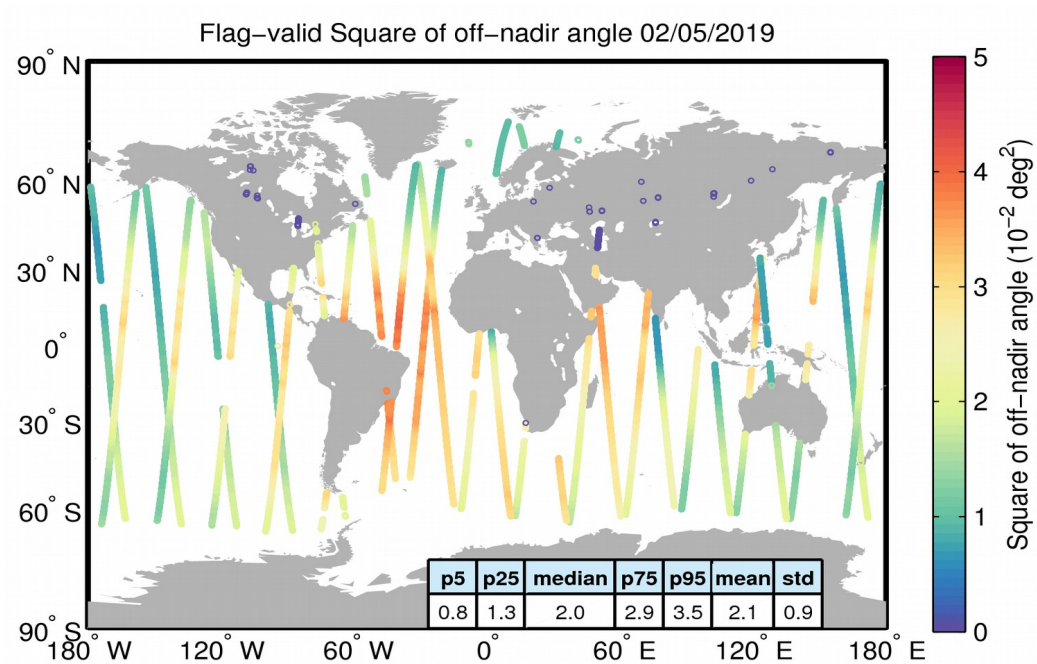 Flag−valid Square of off−nadir angle 02/05/2019
90° N
60° N
30° N
0°
30° S
60° S
90° S
180° W 120° W 60° W 0° 60° E 120° E 180° E
p5 p25 median p75 p95 mean std
0.8 1.3 2.0 2.9 3.5 2.1 0.9
5
4
3
2
1
0
Square of off−nadir angle (10⁻² deg²)